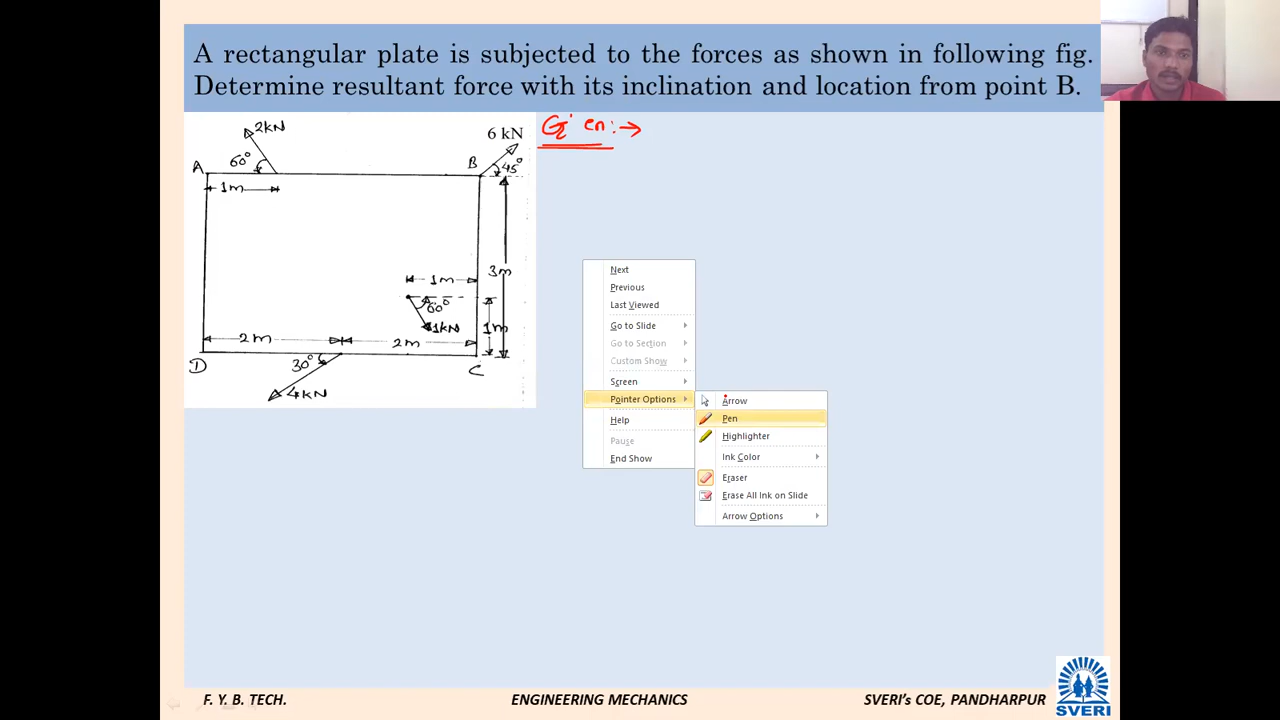 A rectangular plate is subjected to the forces as shown in following fig.
Determine resultant force with its inclination and location from point B.
2kN
60°
A
1m
6 kN
B
45°
1m
3m
60°
1kN
1m
2m
2m
D
30°
4kN
C
Next
Previous
Last Viewed
Go to Slide
Go to Section
Custom Show
Screen
Pointer Options
Help
Pause
End Show
Arrow
Pen
Highlighter
Ink Color
Eraser
Erase All Ink on Slide
Arrow Options
F. Y. B. TECH.
ENGINEERING MECHANICS
SVERI's COE, PANDHARPUR
SVERI